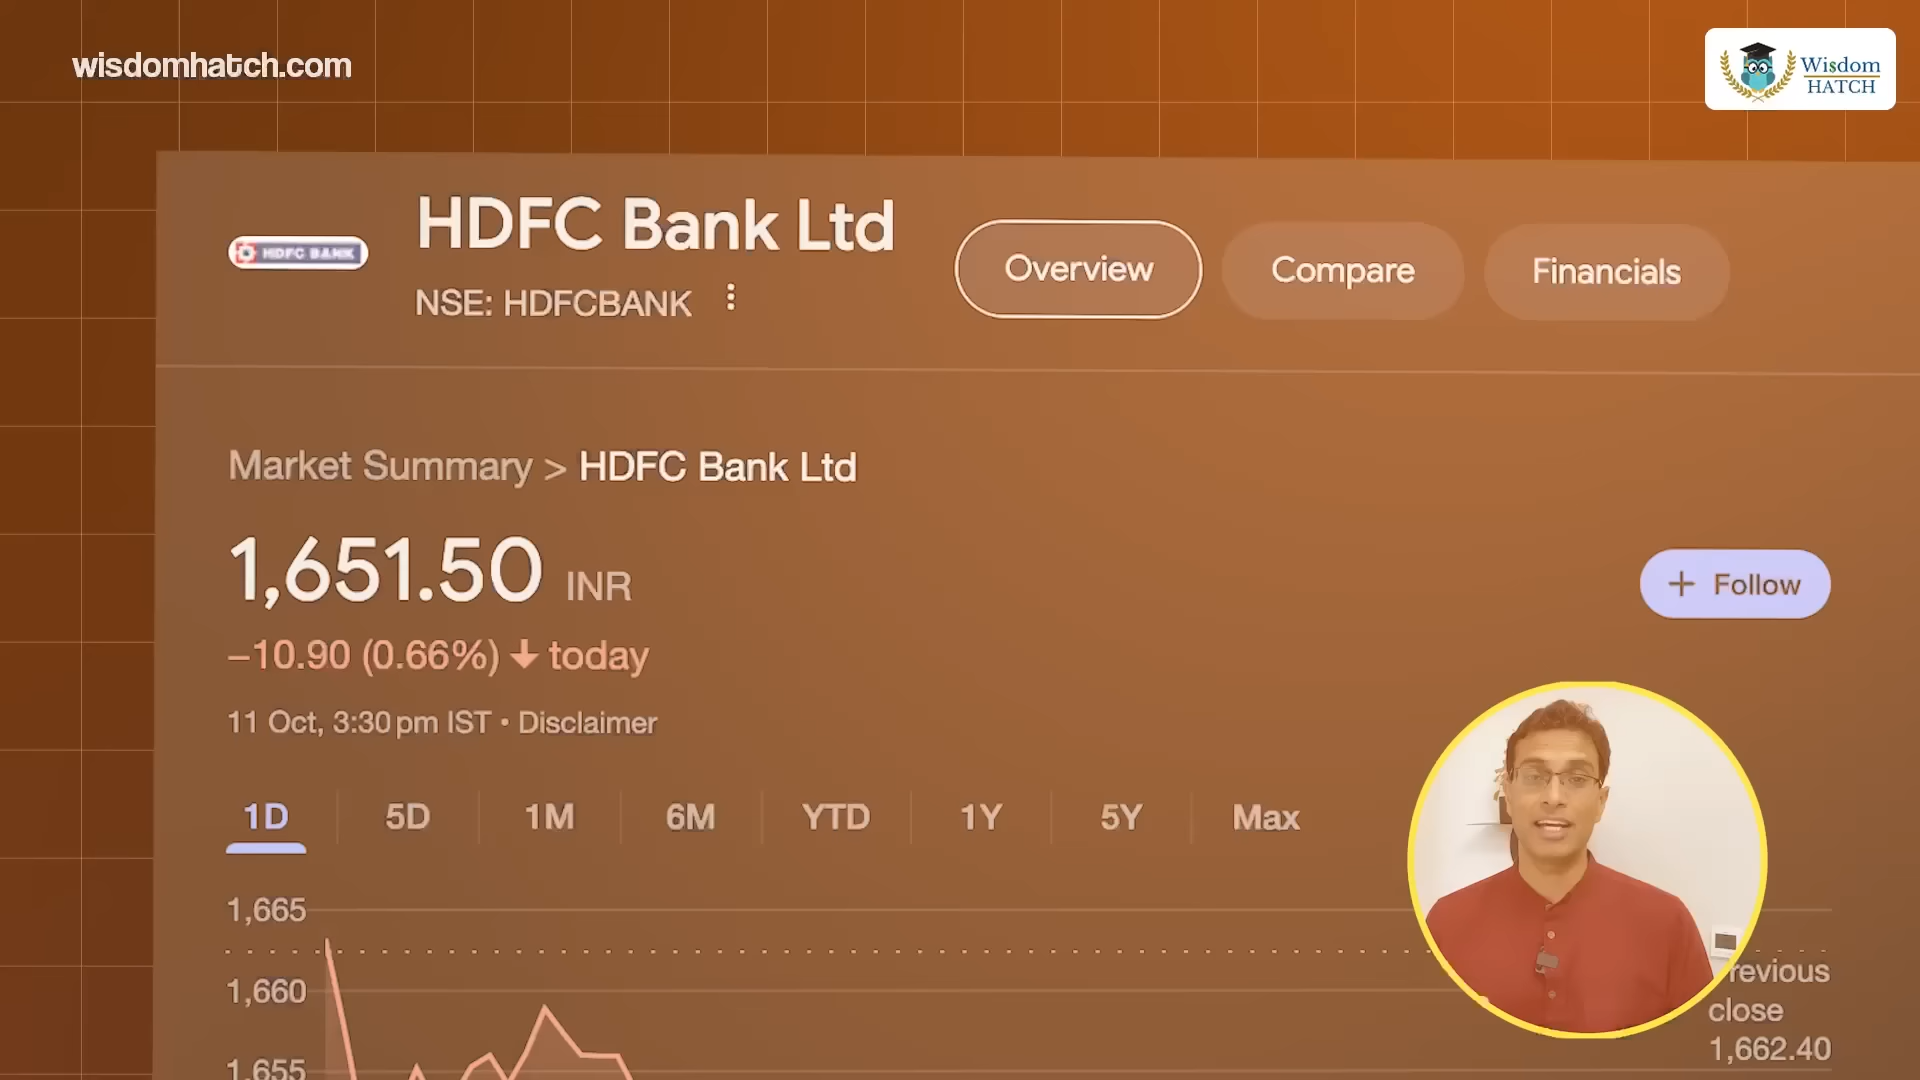 wisdomhatch.com
Wisdom
HATCH
HDFC BANK
HDFC Bank Ltd
NSE: HDFCBANK
Overview
Compare
Financials
Market Summary > HDFC Bank Ltd
1,651.50 INR
+ Follow
–10.90 (0.66%) ↓ today
11 Oct, 3:30 pm IST • Disclaimer
1D
5D
1M
6M
YTD
1Y
5Y
Max
1,665
1,660
1,655
revious
close
1,662.40